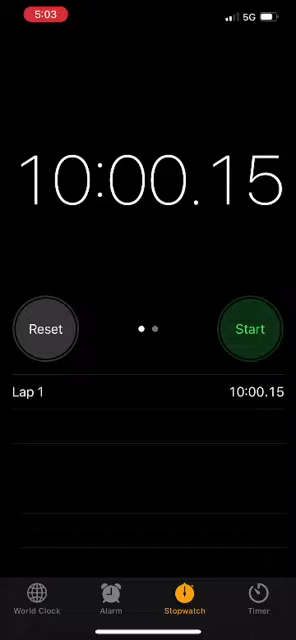 5:03 5G
10:00.15
Reset Start
Lap 1 10:00.15
World Clock Alarm Stopwatch Timer